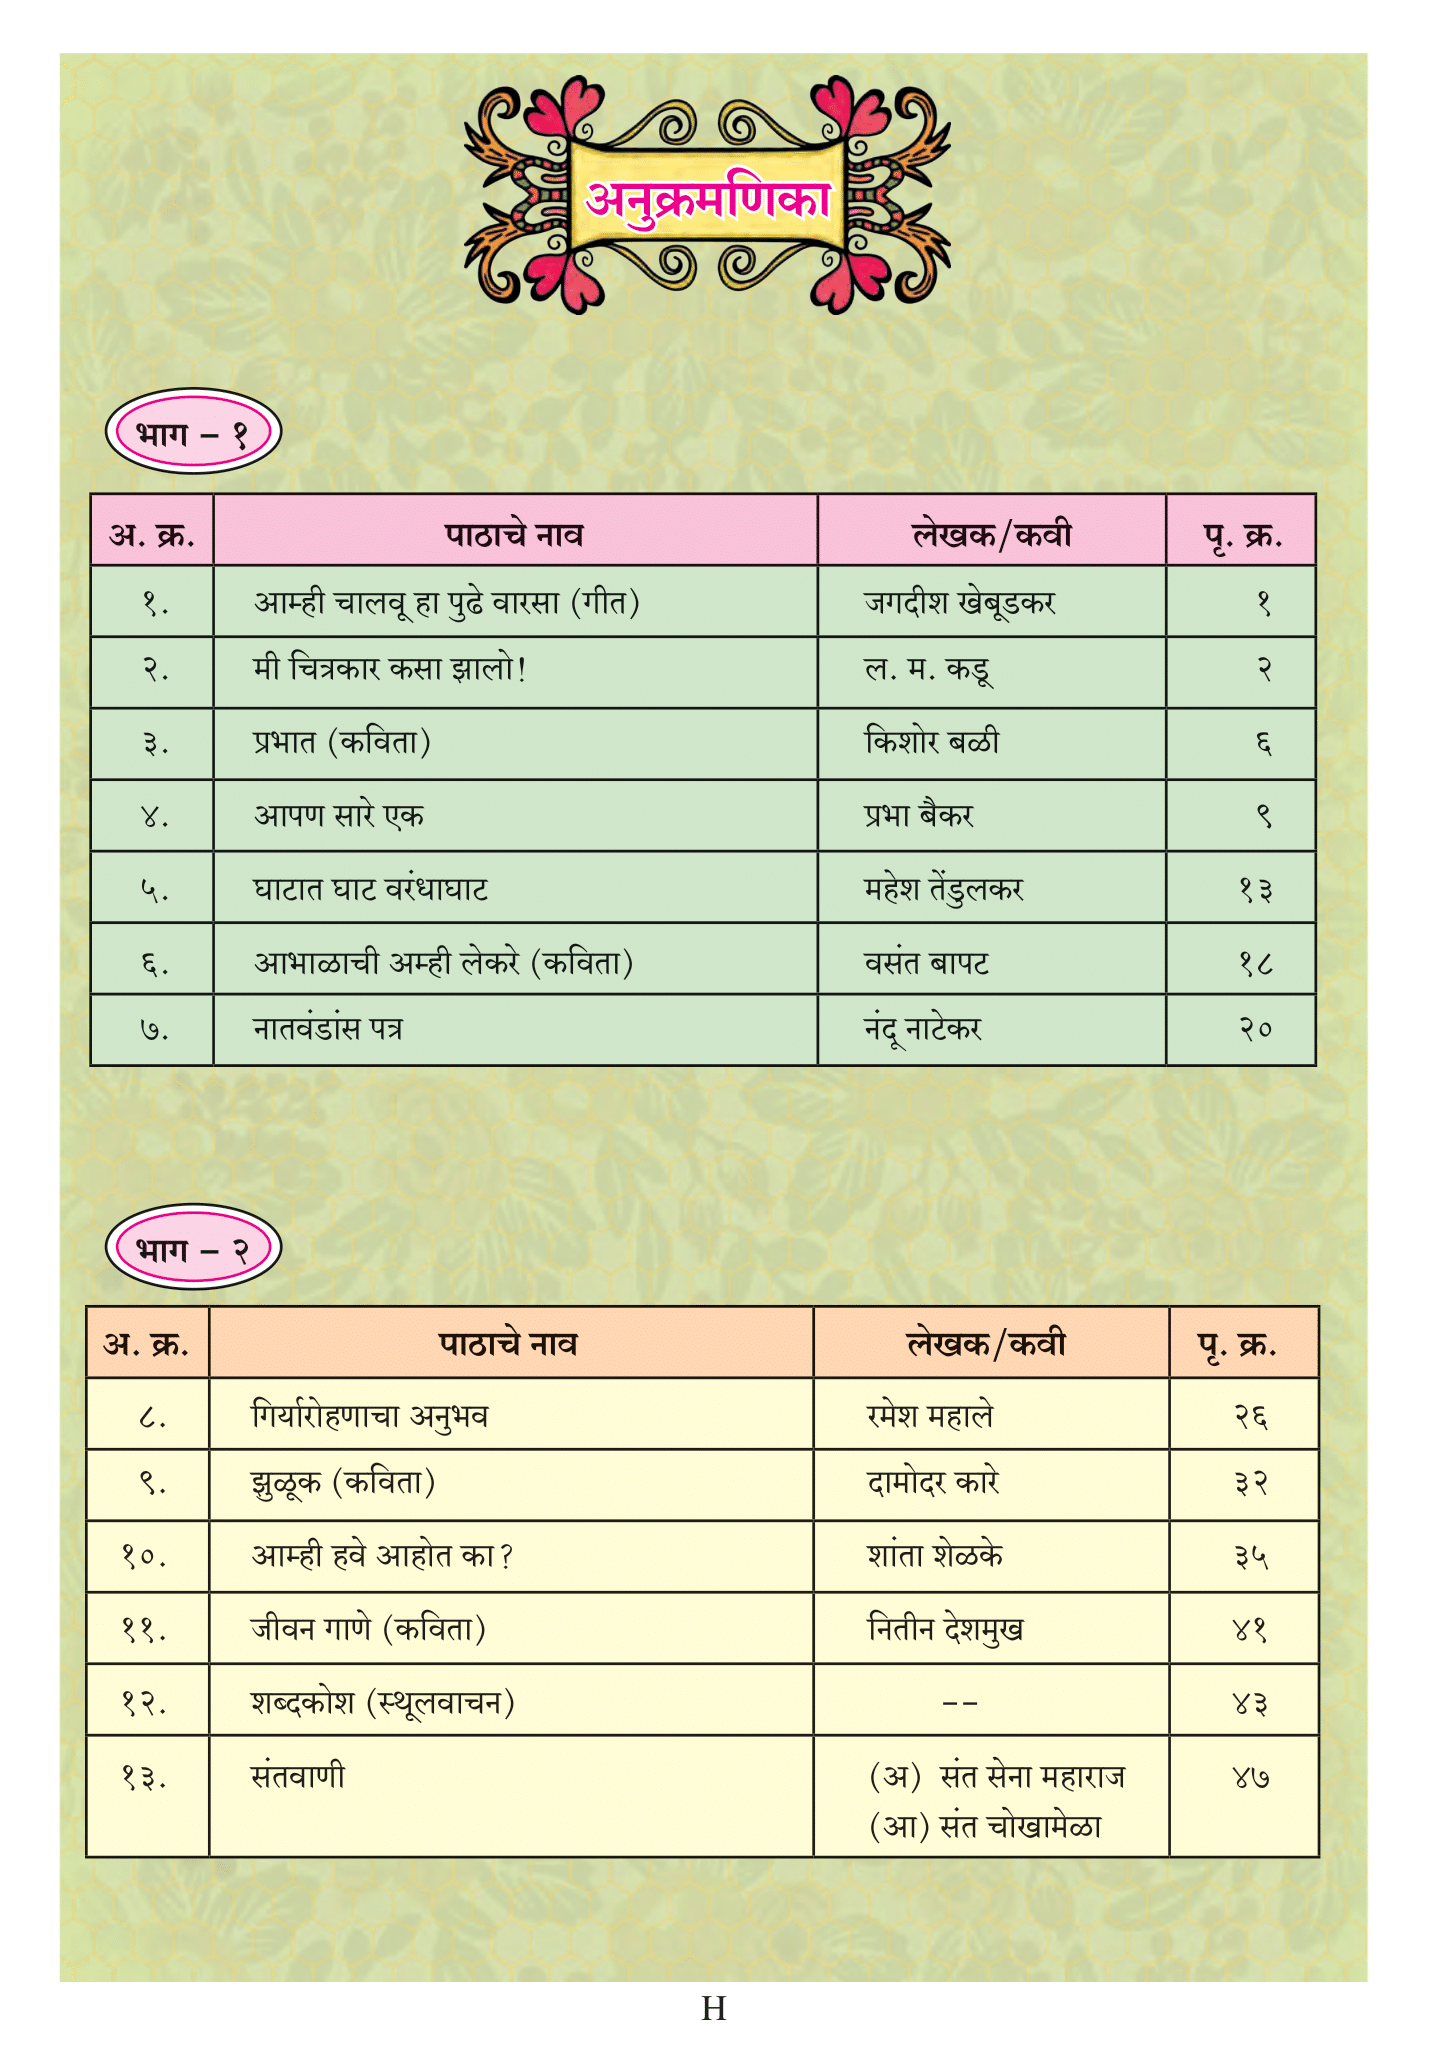 अनुक्रमणिका
भाग – १
अ. क्र. पाठाचे नाव लेखक/कवी पृ. क्र.
१. आम्ही चालवू हा पुढे वारसा (गीत) जगदीश खेबूडकर १
२. मी चित्रकार कसा झालो! ल. म. कडू २
३. प्रभात (कविता) किशोर बळी ६
४. आपण सारे एक प्रभा बैकर ९
५. घाटात घाट वरंधाघाट महेश तेंडुलकर १३
६. आभाळाची अम्ही लेकरे (कविता) वसंत बापट १८
७. नातवंडांस पत्र नंदू नाटेकर २०
भाग – २
अ. क्र. पाठाचे नाव लेखक/कवी पृ. क्र.
८. गिर्यारोहणाचा अनुभव रमेश महाले २६
९. झुळूक (कविता) दामोदर कारे ३२
१०. आम्ही हवे आहोत का? शांता शेळके ३५
११. जीवन गाणे (कविता) नितीन देशमुख ४१
१२. शब्दकोश (स्थूलवाचन) -- ४३
१३. संतवाणी (अ) संत सेना महाराज ४७
(आ) संत चोखामेळा
H